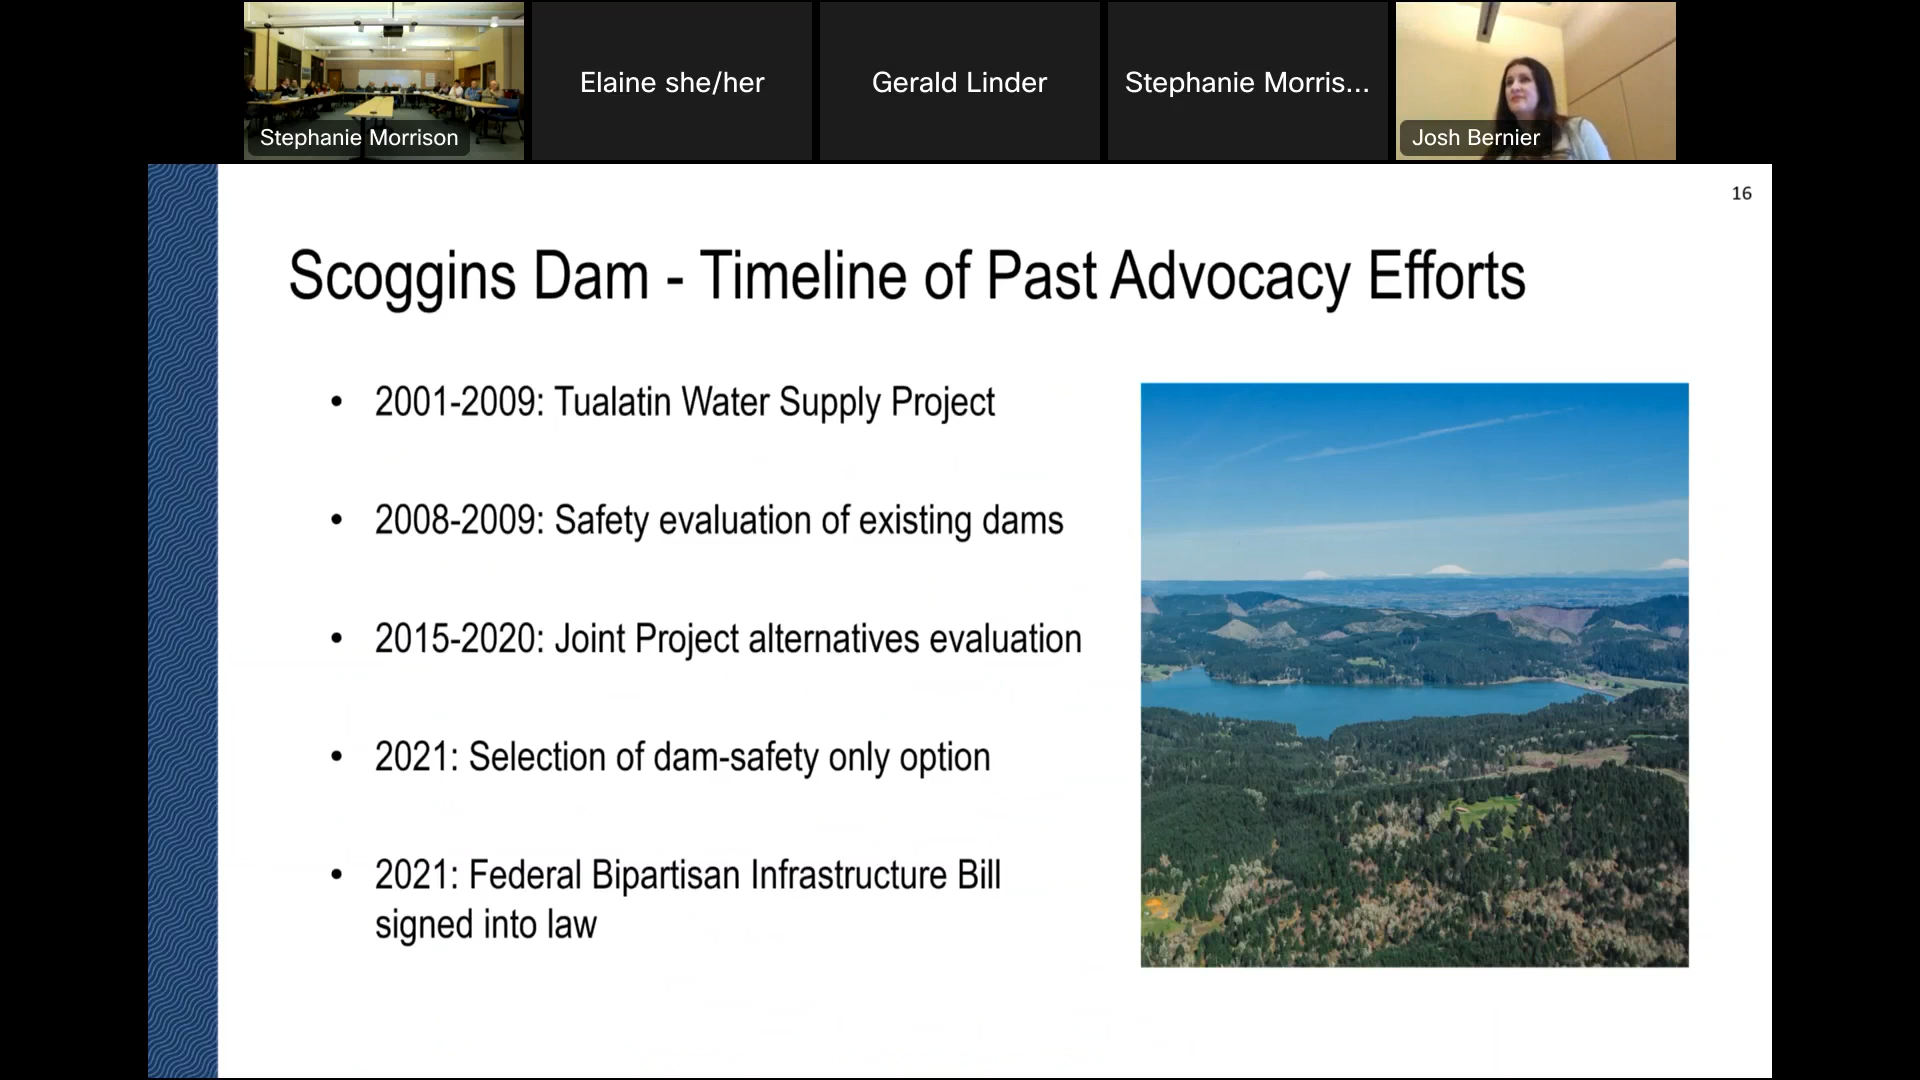 Stephanie Morrison
Elaine she/her
Gerald Linder
Stephanie Morris...
Josh Bernier
16
Scoggins Dam - Timeline of Past Advocacy Efforts
• 2001-2009: Tualatin Water Supply Project
• 2008-2009: Safety evaluation of existing dams
• 2015-2020: Joint Project alternatives evaluation
• 2021: Selection of dam-safety only option
• 2021: Federal Bipartisan Infrastructure Bill
signed into law